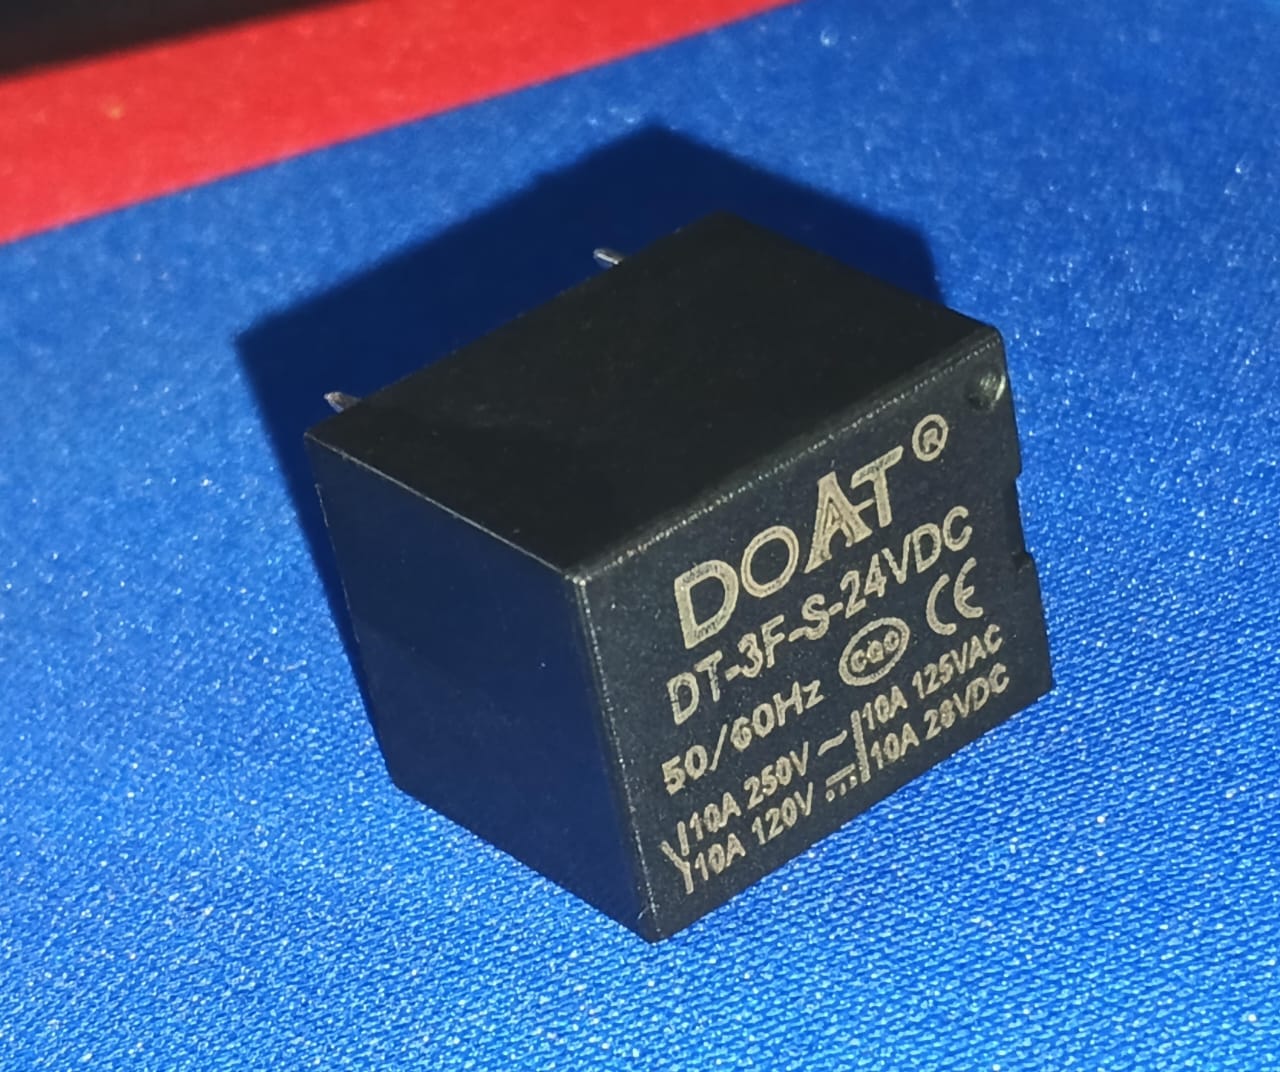 DOAT®
DT-3F-S-24VDC
50/60Hz CQC CE
10A 250V ~ 10A 125VAC
10A 120V ⎓ 10A 28VDC